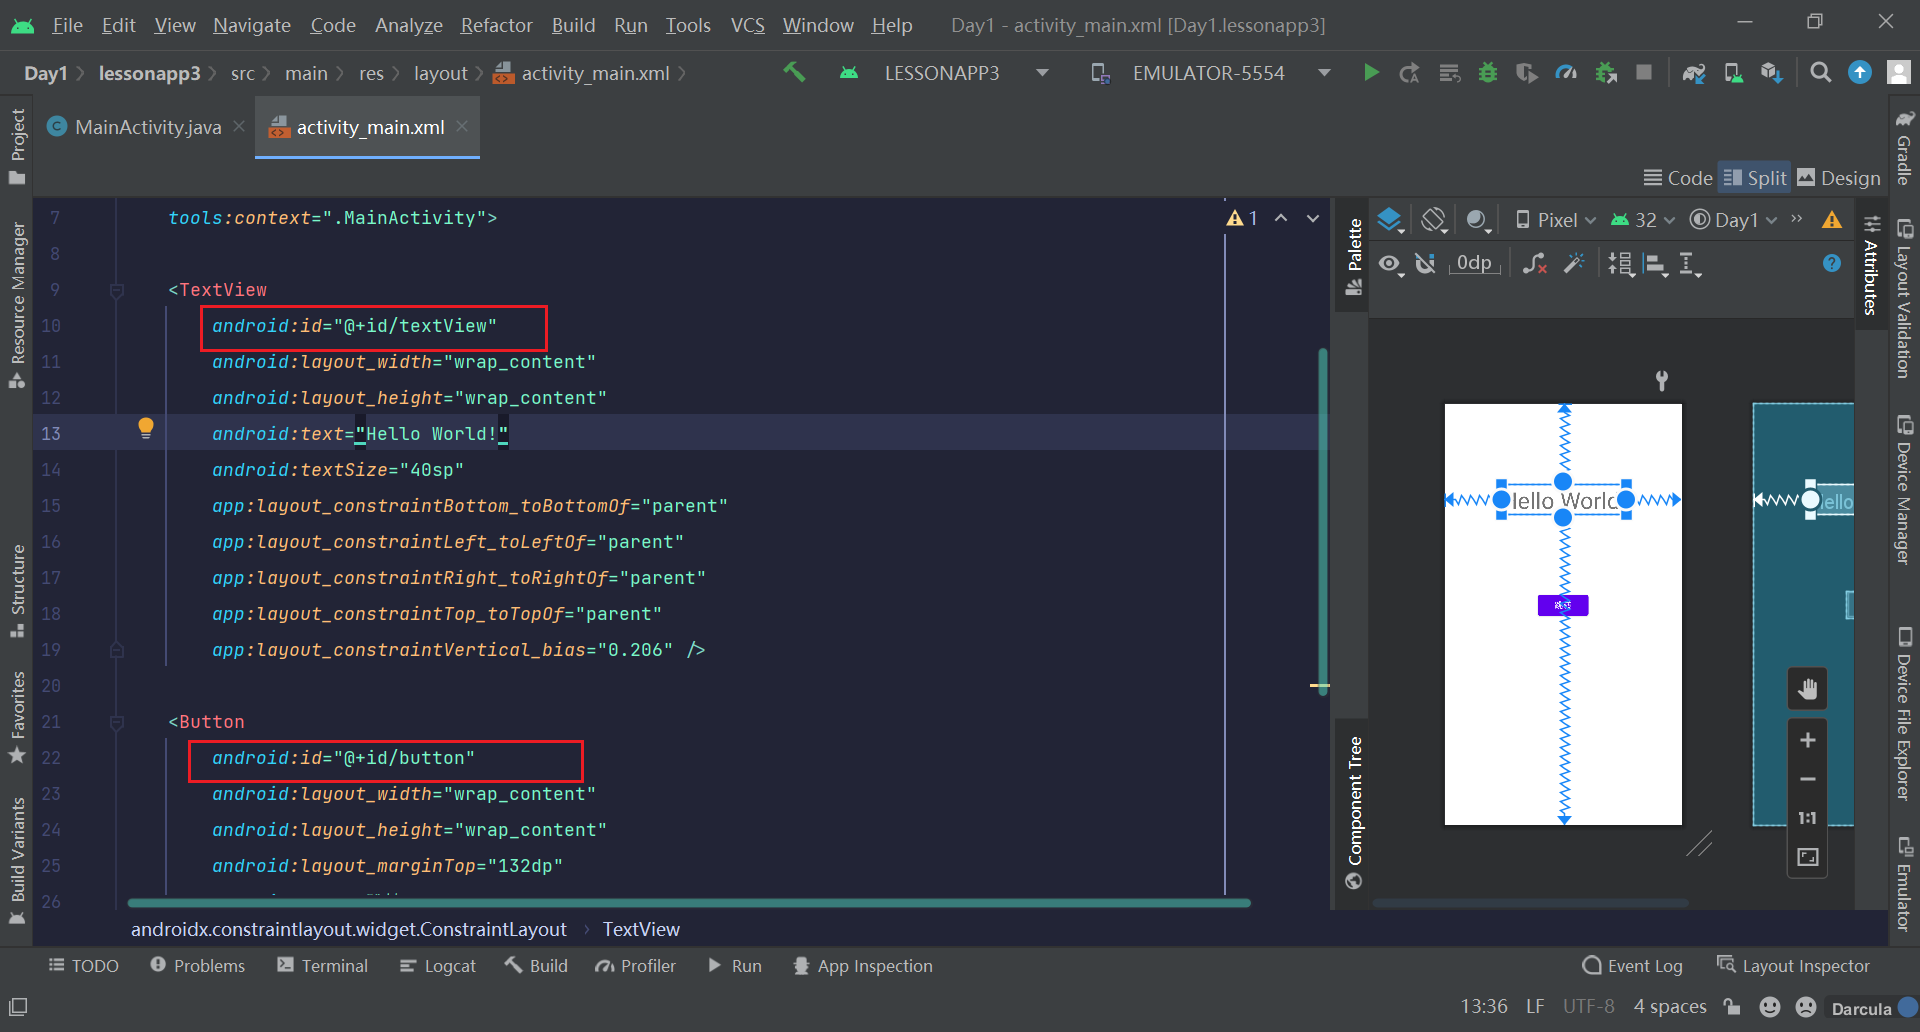 File Edit View Navigate Code Analyze Refactor Build Run Tools VCS Window Help Day1 - activity_main.xml [Day1.lessonapp3]
Day1 lessonapp3 src main res layout activity_main.xml LESSONAPP3 EMULATOR-5554
MainActivity.java activity_main.xml
Code Split Design
7 tools:context=".MainActivity">
1
8
9 <TextView
10 android:id="@+id/textView"
11 android:layout_width="wrap_content"
12 android:layout_height="wrap_content"
13 android:text="Hello World!"
14 android:textSize="40sp"
15 app:layout_constraintBottom_toBottomOf="parent"
16 app:layout_constraintLeft_toLeftOf="parent"
17 app:layout_constraintRight_toRightOf="parent"
18 app:layout_constraintTop_toTopOf="parent"
19 app:layout_constraintVertical_bias="0.206" />
20
21 <Button
22 android:id="@+id/button"
23 android:layout_width="wrap_content"
24 android:layout_height="wrap_content"
25 android:layout_marginTop="132dp"
26
androidx.constraintlayout.widget.ConstraintLayout TextView
Project
Resource Manager
Structure
Favorites
Build Variants
Palette
Component Tree
Pixel 32 Day1 »
0dp
Hello World
ello
1:1
Attributes
Gradle
Layout Validation
Device Manager
Device File Explorer
Emulator
TODO Problems Terminal Logcat Build Profiler Run App Inspection Event Log Layout Inspector
13:36 LF UTF-8 4 spaces Darcula